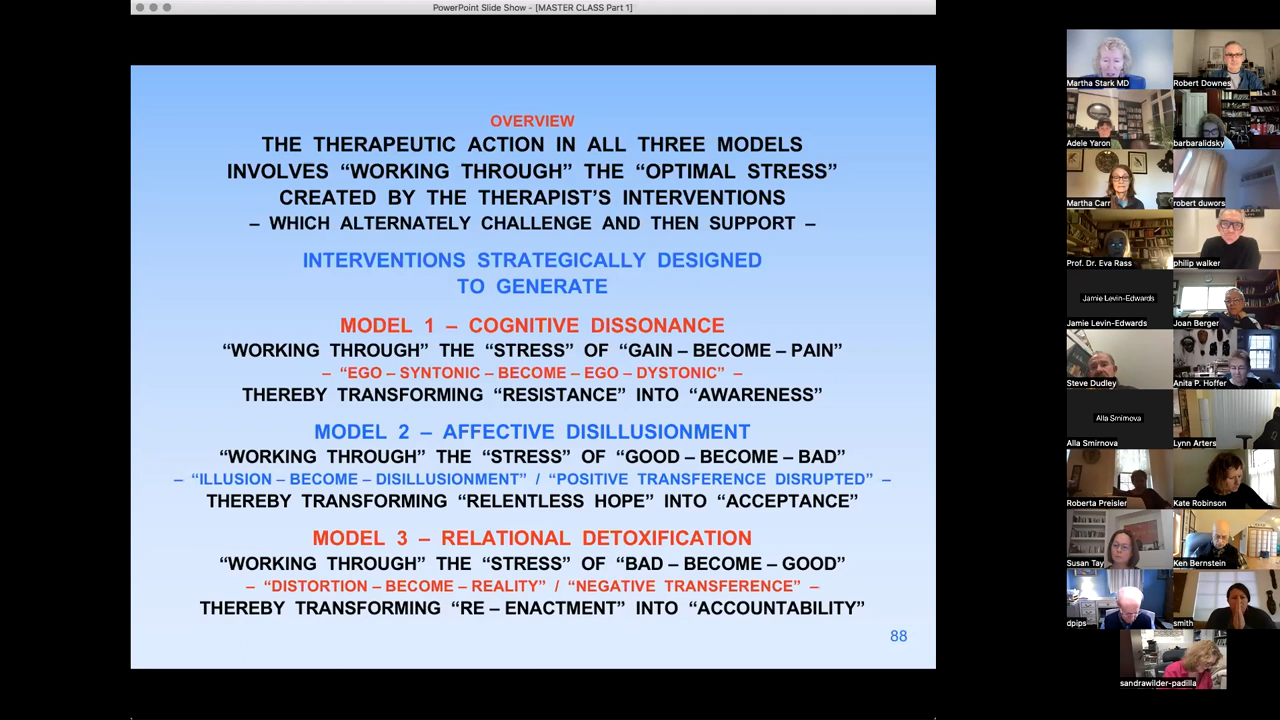 PowerPoint Slide Show - [MASTER CLASS Part 1]
OVERVIEW
THE THERAPEUTIC ACTION IN ALL THREE MODELS
INVOLVES “WORKING THROUGH” THE “OPTIMAL STRESS”
CREATED BY THE THERAPIST’S INTERVENTIONS
– WHICH ALTERNATELY CHALLENGE AND THEN SUPPORT –
INTERVENTIONS STRATEGICALLY DESIGNED
TO GENERATE
MODEL 1 – COGNITIVE DISSONANCE
“WORKING THROUGH” THE “STRESS” OF “GAIN – BECOME – PAIN”
– “EGO – SYNTONIC – BECOME – EGO – DYSTONIC” –
THEREBY TRANSFORMING “RESISTANCE” INTO “AWARENESS”
MODEL 2 – AFFECTIVE DISILLUSIONMENT
“WORKING THROUGH” THE “STRESS” OF “GOOD – BECOME – BAD”
– “ILLUSION – BECOME – DISILLUSIONMENT” / “POSITIVE TRANSFERENCE DISRUPTED” –
THEREBY TRANSFORMING “RELENTLESS HOPE” INTO “ACCEPTANCE”
MODEL 3 – RELATIONAL DETOXIFICATION
“WORKING THROUGH” THE “STRESS” OF “BAD – BECOME – GOOD”
– “DISTORTION – BECOME – REALITY” / “NEGATIVE TRANSFERENCE” –
THEREBY TRANSFORMING “RE – ENACTMENT” INTO “ACCOUNTABILITY”
88
Martha Stark MD
Robert Downes
Adele Yaron
barbaralidsky
Martha Carr
robert duwors
Prof. Dr. Eva Rass
philip walker
Jamie Levin-Edwards
Jamie Levin-Edwards
Joan Berger
Steve Dudley
Anita P. Hoffer
Alla Smirnova
Alla Smirnova
Lynn Arters
Roberta Preisler
Kate Robinson
Susan Tay
Ken Bernstein
dpips
smith
sandrawilder-padilla